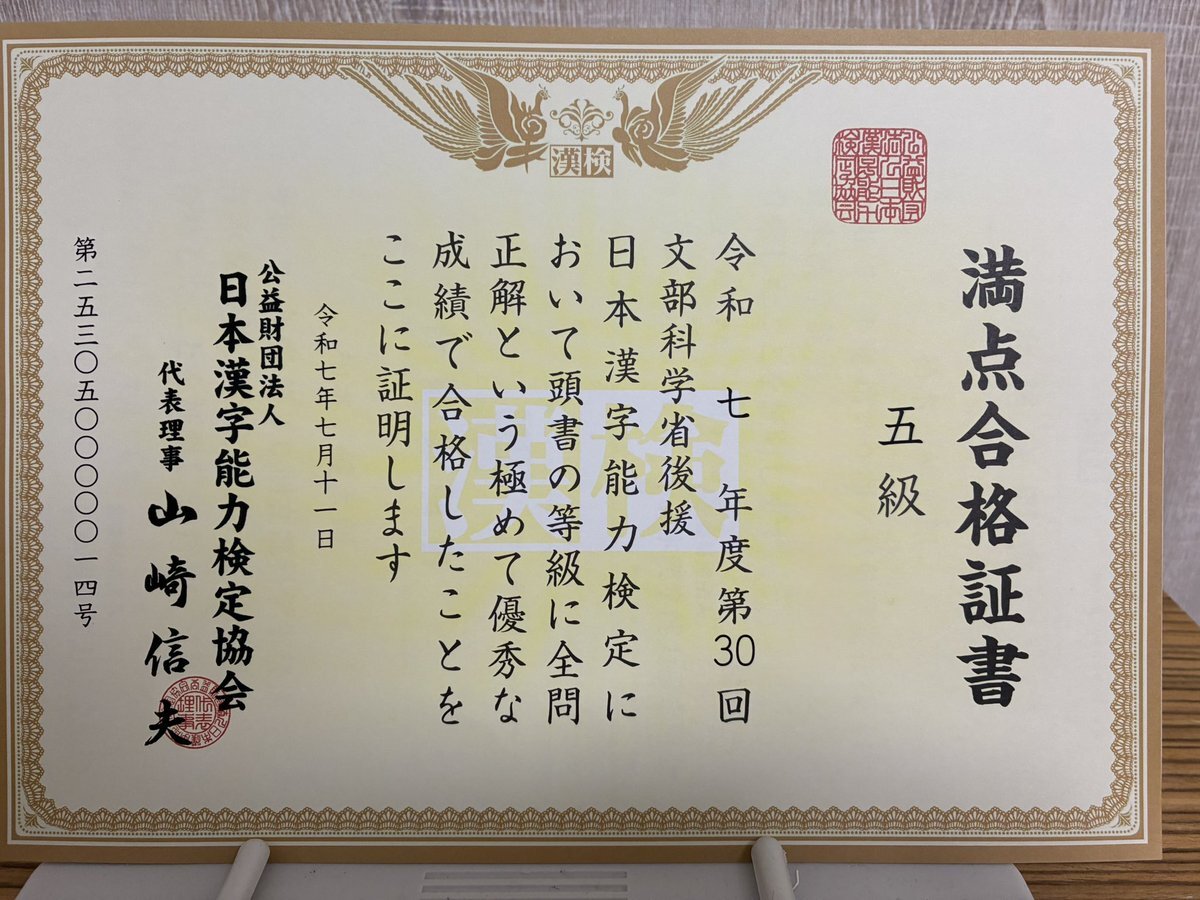 漢検
満点合格証書
五級
令和 七 年度第30回
文部科学省後援
日本漢字能力検定に
おいて頭書の等級に全問
正解という極めて優秀な
成績で合格したことを
ここに証明します
令和七年七月十一日
公益財団法人
日本漢字能力検定協会
代表理事 山崎信夫
第二五三〇五〇〇〇〇〇一四号
漢検